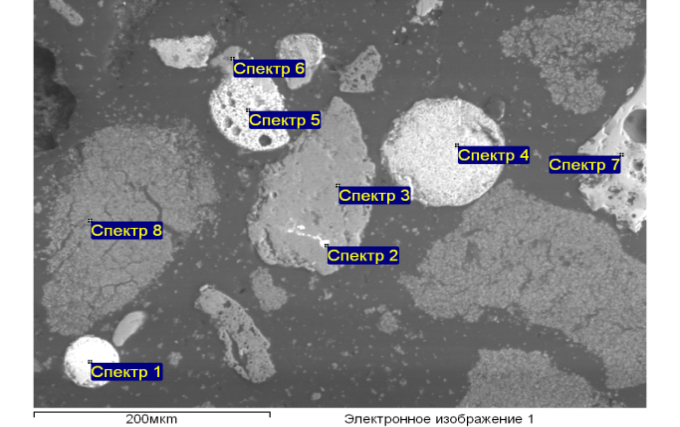 Спектр 6
Спектр 5
Спектр 4
Спектр 7
Спектр 3
Спектр 8
Спектр 2
Спектр 1
200мкm
Электронное изображение 1